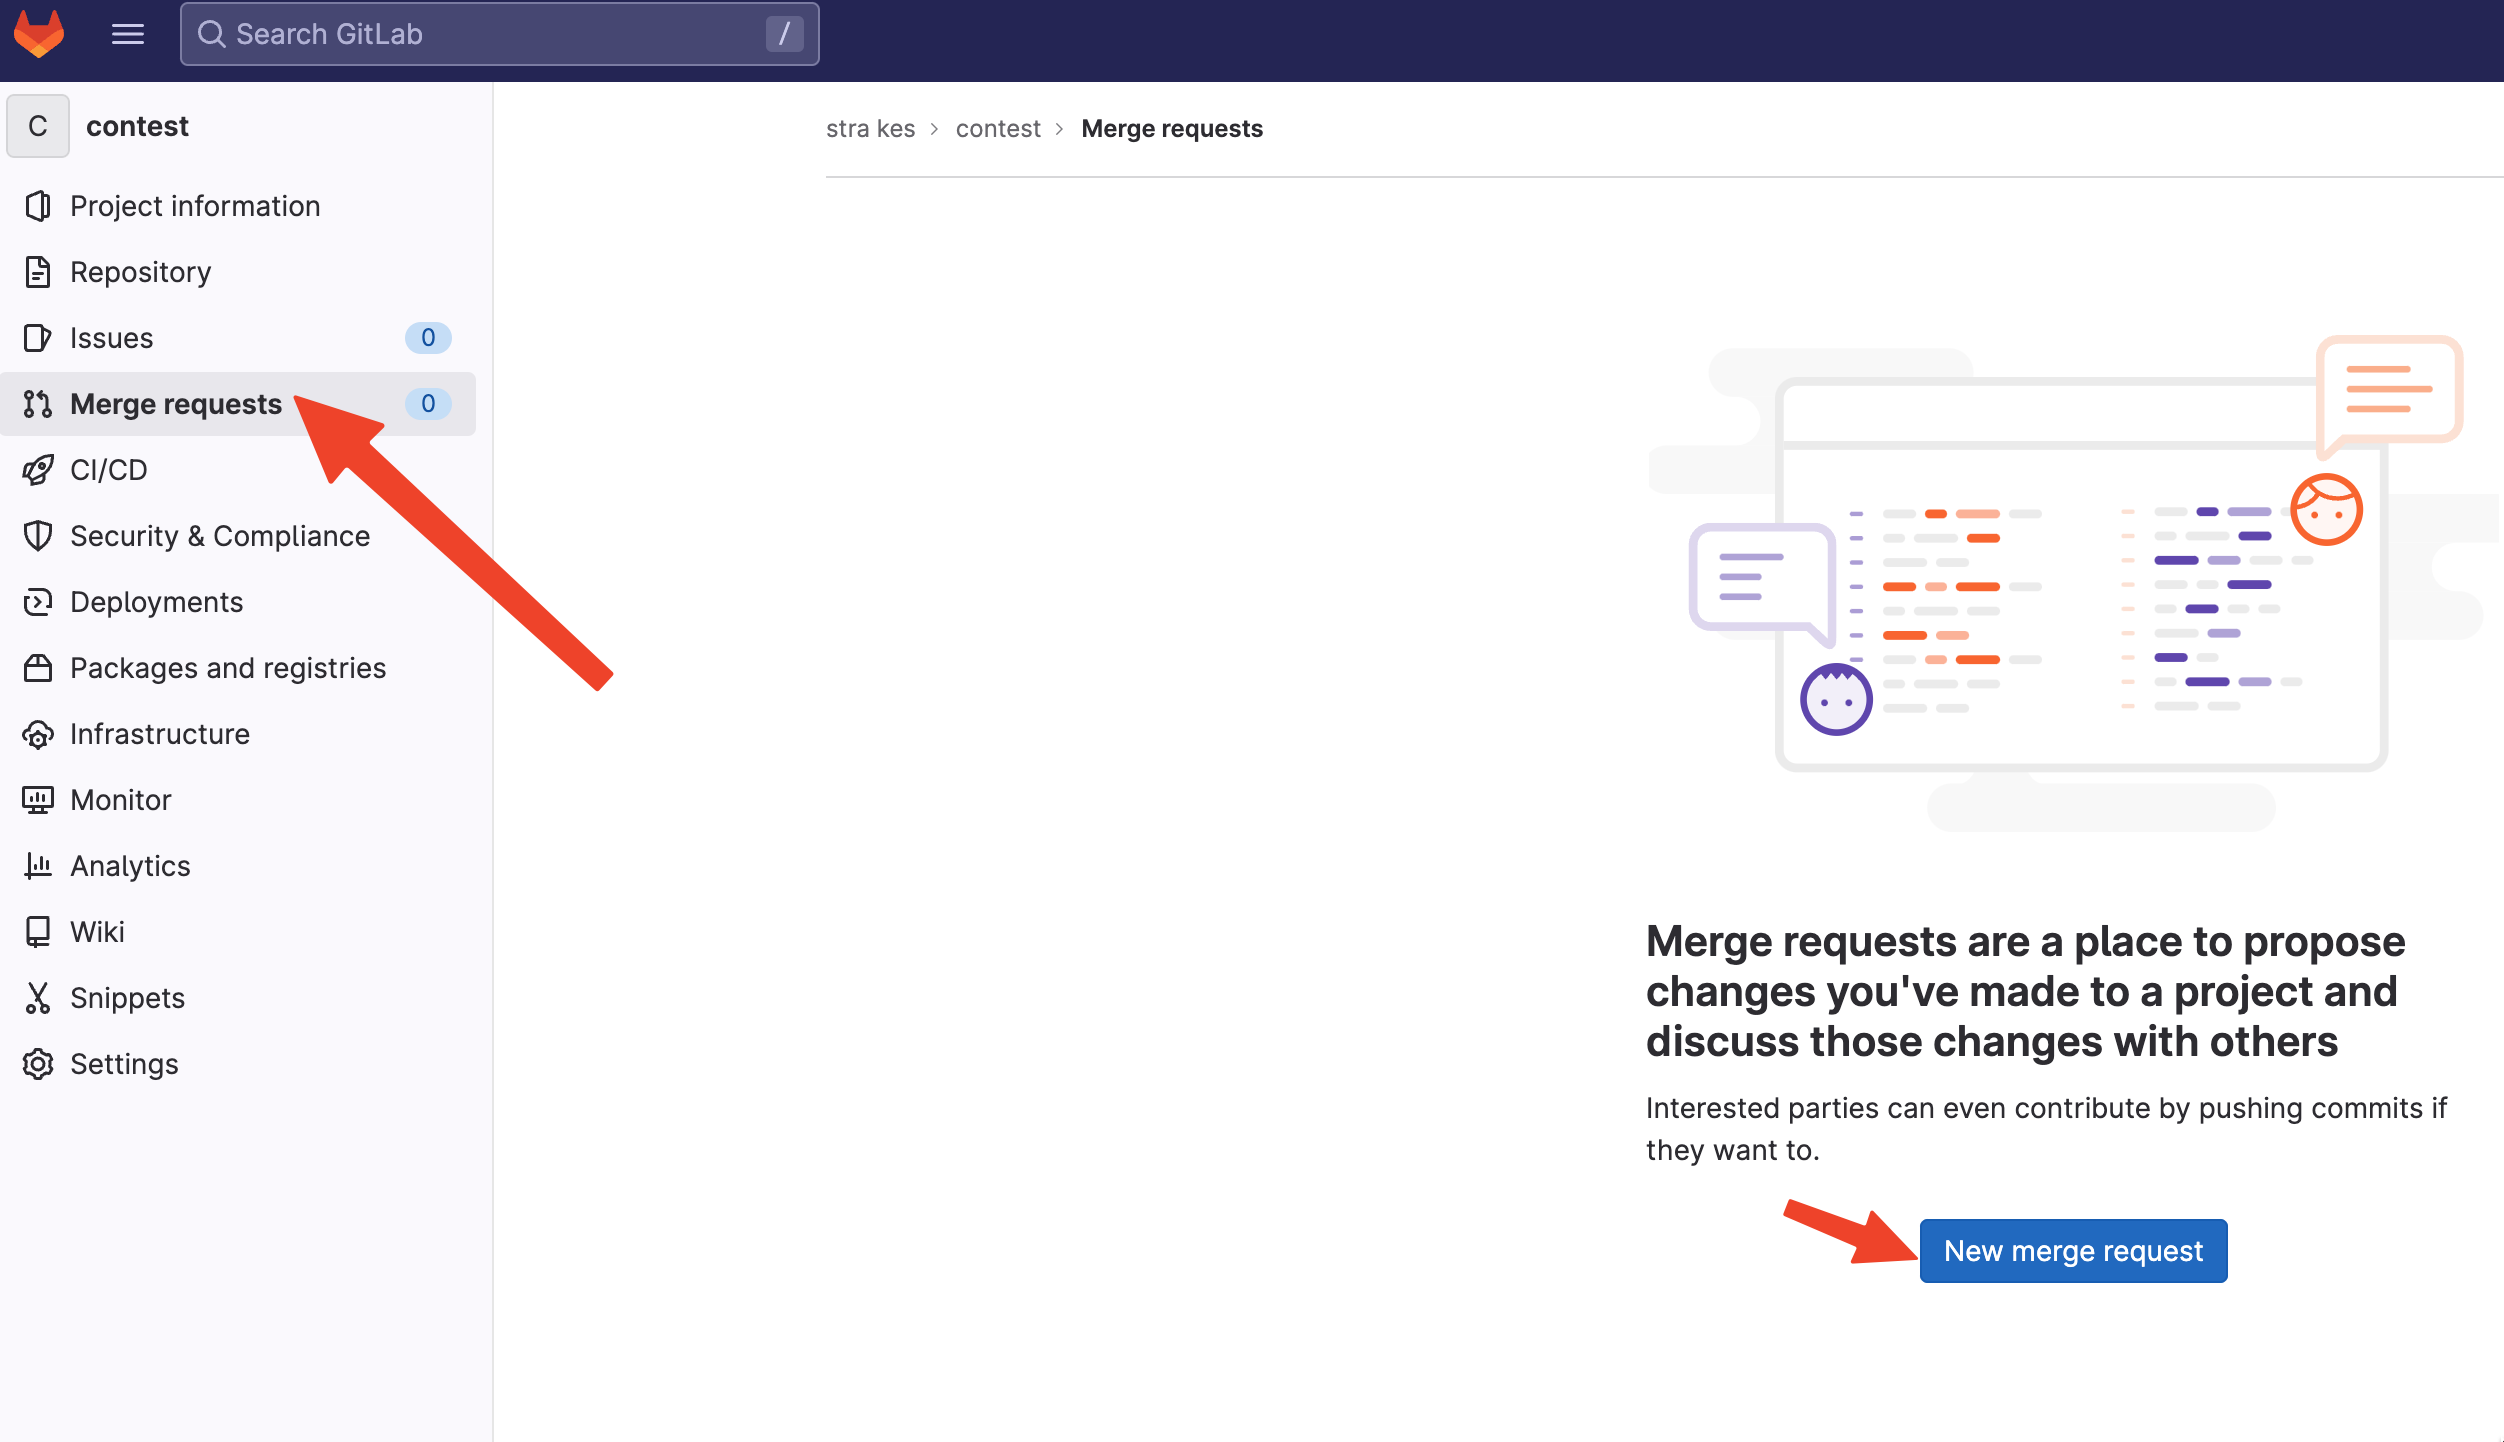 Search GitLab /
C contest
stra kes > contest > Merge requests
Project information
Repository
Issues 0
Merge requests 0
CI/CD
Security & Compliance
Deployments
Packages and registries
Infrastructure
Monitor
Analytics
Wiki
Snippets
Settings
Merge requests are a place to propose
changes you've made to a project and
discuss those changes with others
Interested parties can even contribute by pushing commits if
they want to.
New merge request